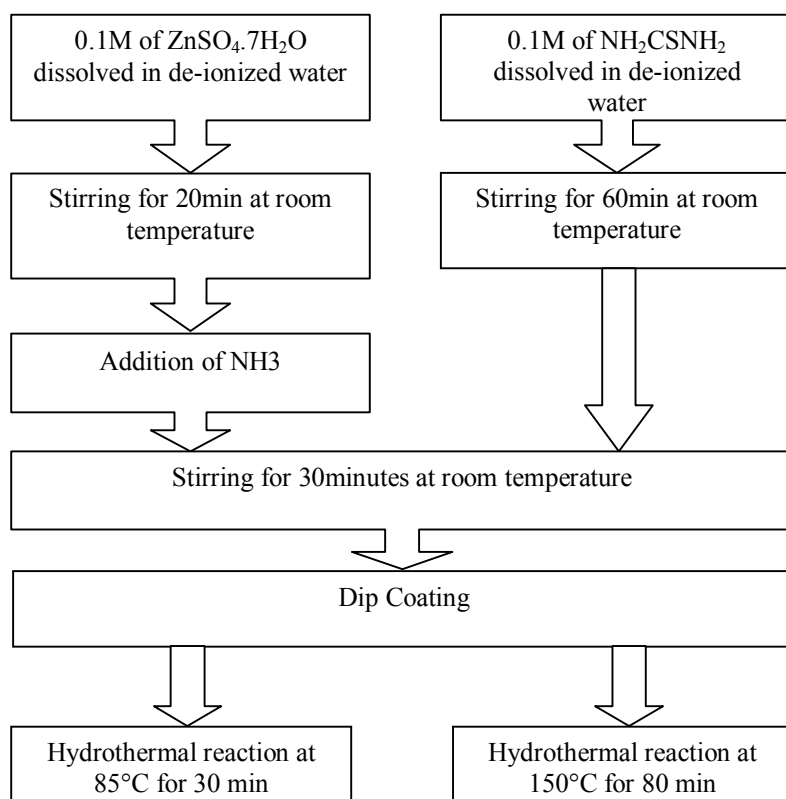 0.1M of ZnSO₄.7H₂O
dissolved in de-ionized water
0.1M of NH₂CSNH₂
dissolved in de-ionized
water
Stirring for 20min at room
temperature
Stirring for 60min at room
temperature
Addition of NH3
Stirring for 30minutes at room temperature
Dip Coating
Hydrothermal reaction at
85°C for 30 min
Hydrothermal reaction at
150°C for 80 min